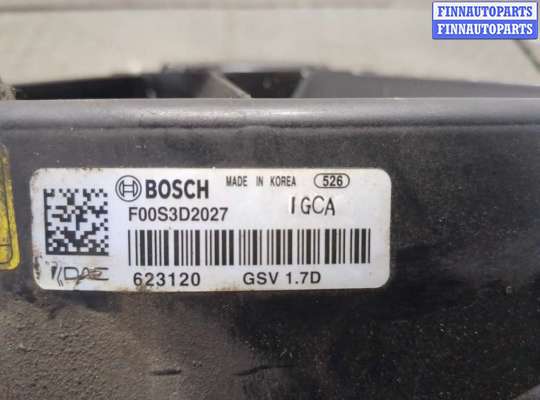 FINNAUTOPARTS
FINNAUTOPARTS
BOSCH MADE IN KOREA 526
F00S3D2027 IGCA
623120 GSV 1.7D